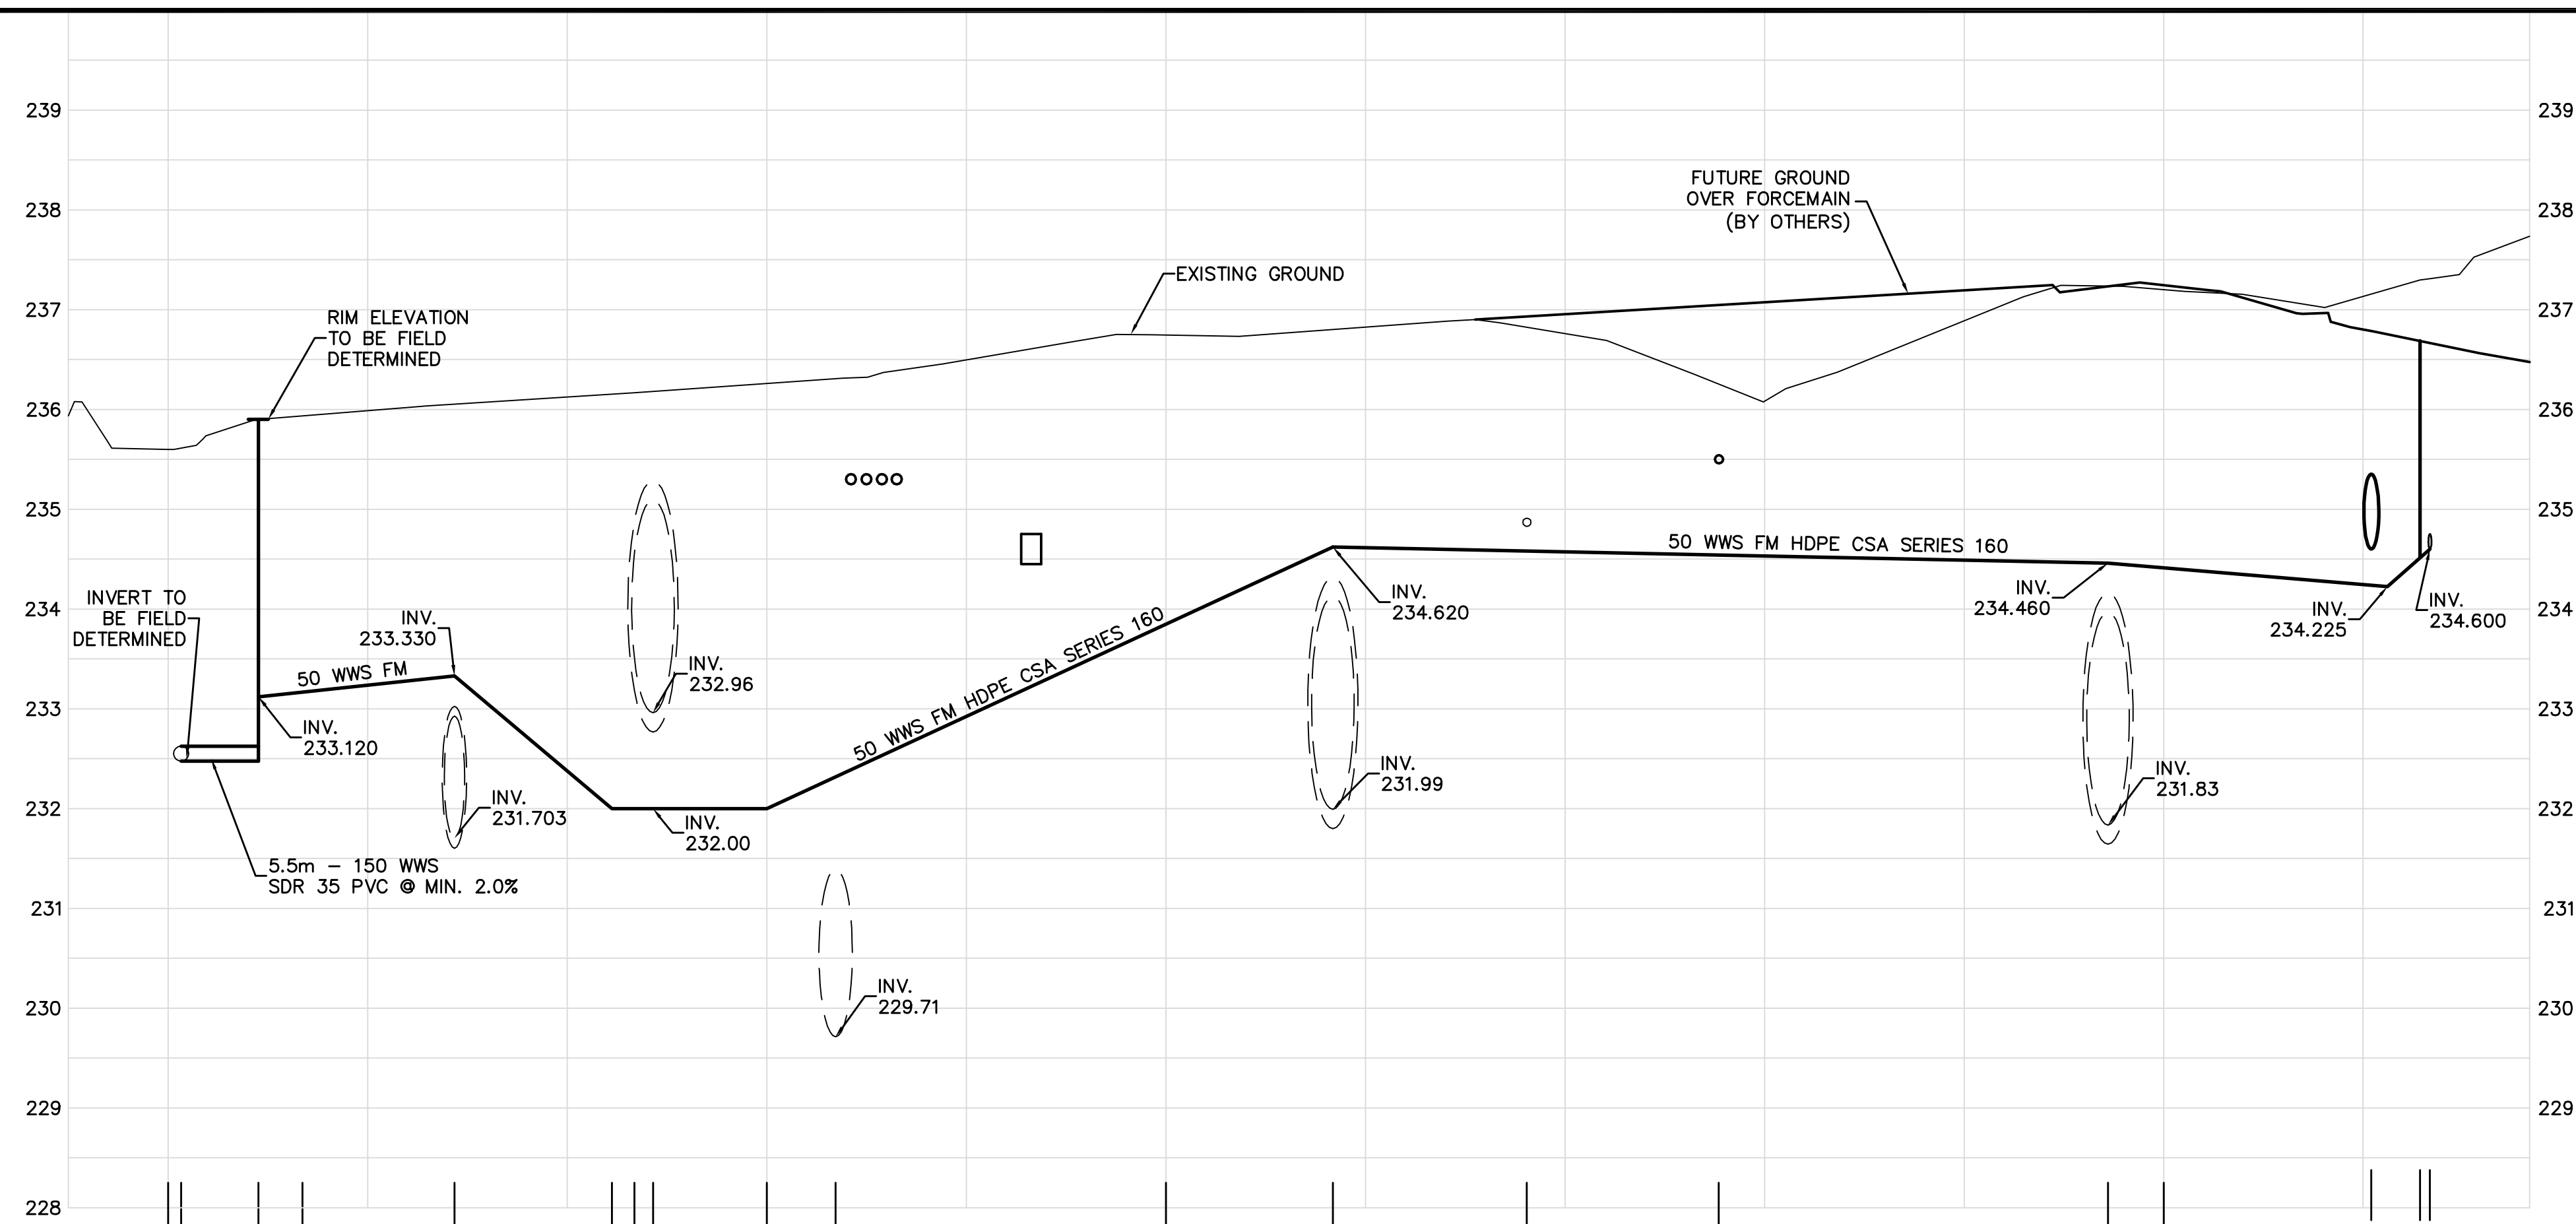 239
239
FUTURE GROUND
OVER FORCEMAIN
(BY OTHERS)
238
238
EXISTING GROUND
237
237
RIM ELEVATION
TO BE FIELD
DETERMINED
236
236
235
235
50 WWS FM HDPE CSA SERIES 160
INVERT TO
BE FIELD
DETERMINED
234
234
INV.
233.330
INV.
234.620
INV.
234.460
INV.
234.225
INV.
234.600
50 WWS FM
INV.
232.96
50 WWS FM HDPE CSA SERIES 160
233
233
INV.
233.120
INV.
231.99
INV.
231.83
INV.
231.703
232
232
INV.
232.00
5.5m - 150 WWS
SDR 35 PVC @ MIN. 2.0%
231
231
INV.
229.71
230
230
229
229
228